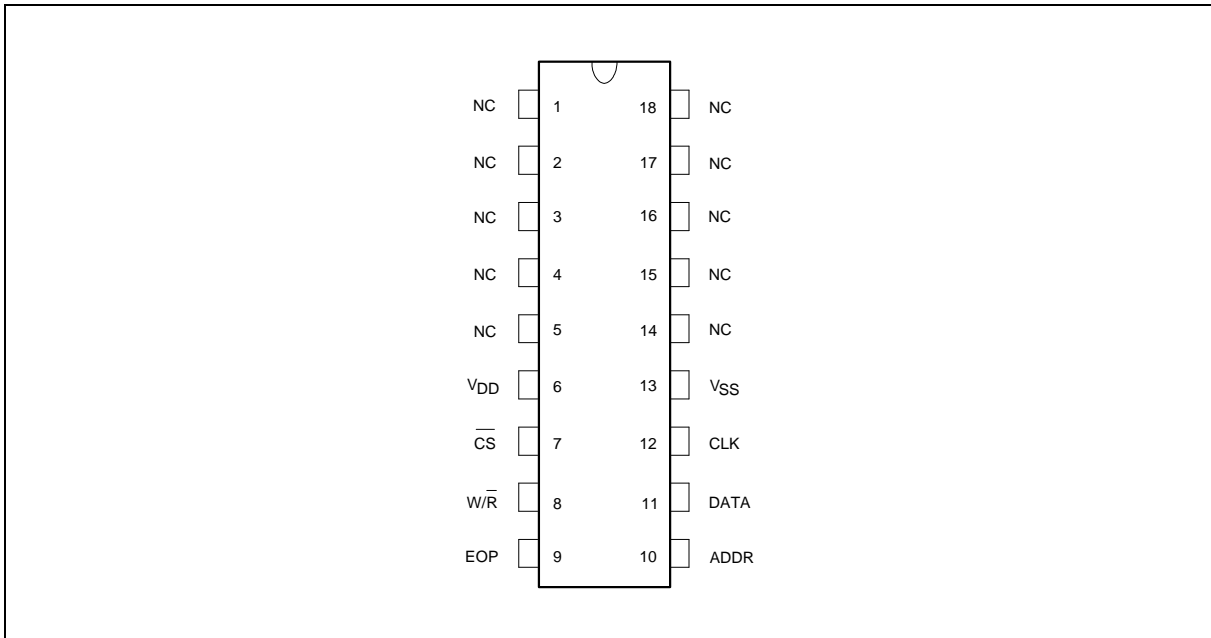 NC 1 18 NC
NC 2 17 NC
NC 3 16 NC
NC 4 15 NC
NC 5 14 NC
VDD 6 13 VSS
C̅S̅ 7 12 CLK
W/R̅ 8 11 DATA
EOP 9 10 ADDR